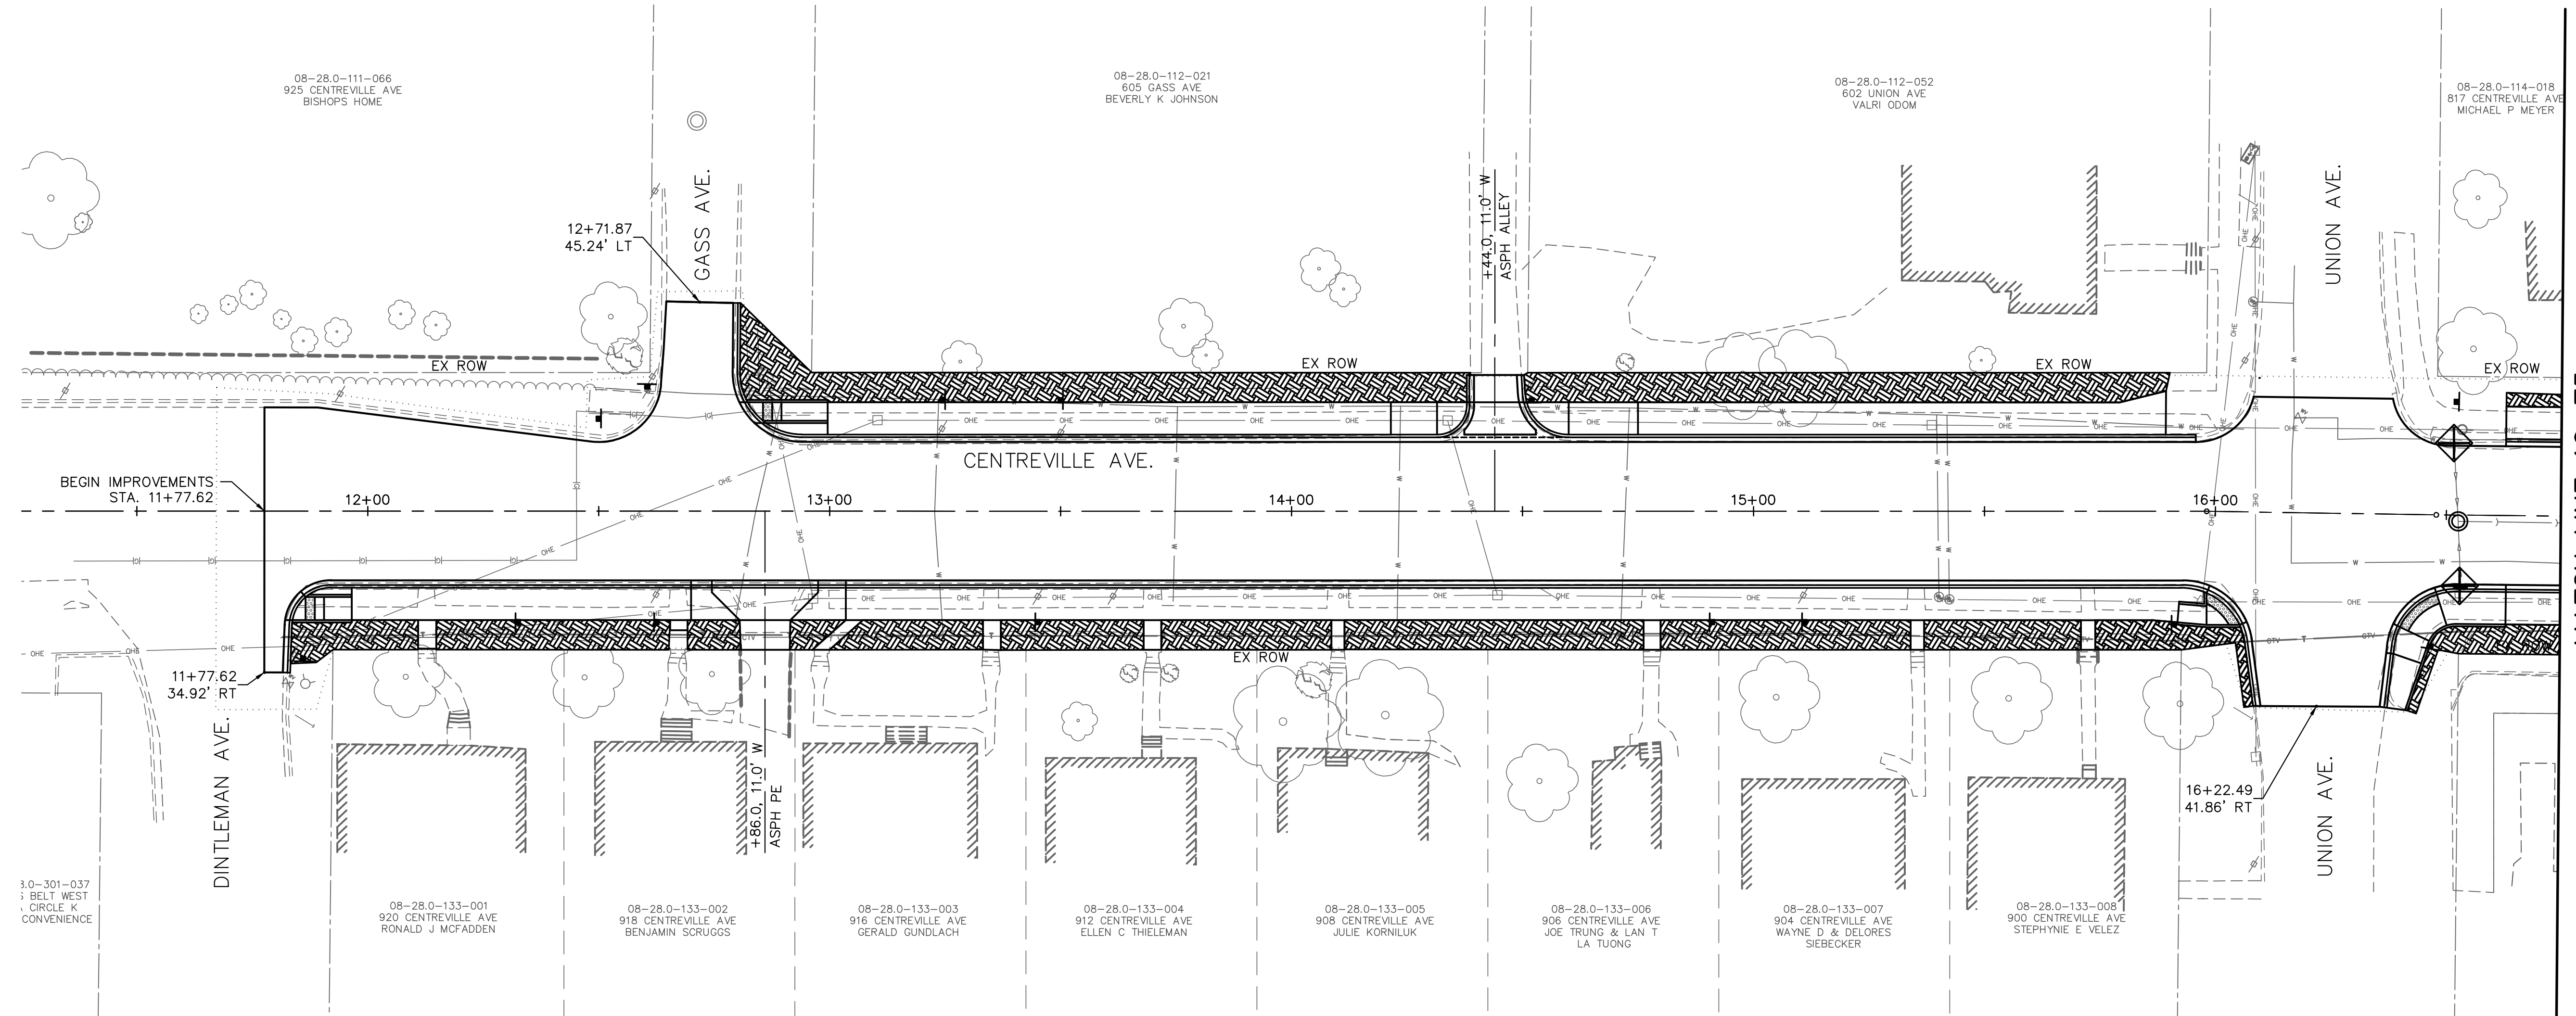 08-28.0-111-066
925 CENTREVILLE AVE
BISHOPS HOME
08-28.0-112-021
605 GASS AVE
BEVERLY K JOHNSON
08-28.0-112-052
602 UNION AVE
VALRI ODOM
08-28.0-114-018
817 CENTREVILLE AVE
MICHAEL P MEYER
GASS AVE.
12+71.87
45.24' LT
+44.0, 11.0' W
ASPH ALLEY
UNION AVE.
EX ROW
EX ROW
EX ROW
EX ROW
CENTREVILLE AVE.
BEGIN IMPROVEMENTS
STA. 11+77.62
12+00
13+00
14+00
15+00
16+00
EX ROW
11+77.62
34.92' RT
DINTLEMAN AVE.
+86.0, 11.0' W
ASPH PE
16+22.49
41.86' RT
UNION AVE.
.0-301-037
BELT WEST
CIRCLE K
CONVENIENCE
08-28.0-133-001
920 CENTREVILLE AVE
RONALD J MCFADDEN
08-28.0-133-002
918 CENTREVILLE AVE
BENJAMIN SCRUGGS
08-28.0-133-003
916 CENTREVILLE AVE
GERALD GUNDLACH
08-28.0-133-004
912 CENTREVILLE AVE
ELLEN C THIELEMAN
08-28.0-133-005
908 CENTREVILLE AVE
JULIE KORNILUK
08-28.0-133-006
906 CENTREVILLE AVE
JOE TRUNG & LAN T
LA TUONG
08-28.0-133-007
904 CENTREVILLE AVE
WAYNE D & DELORES
SIEBECKER
08-28.0-133-008
900 CENTREVILLE AVE
STEPHYNIE E VELEZ